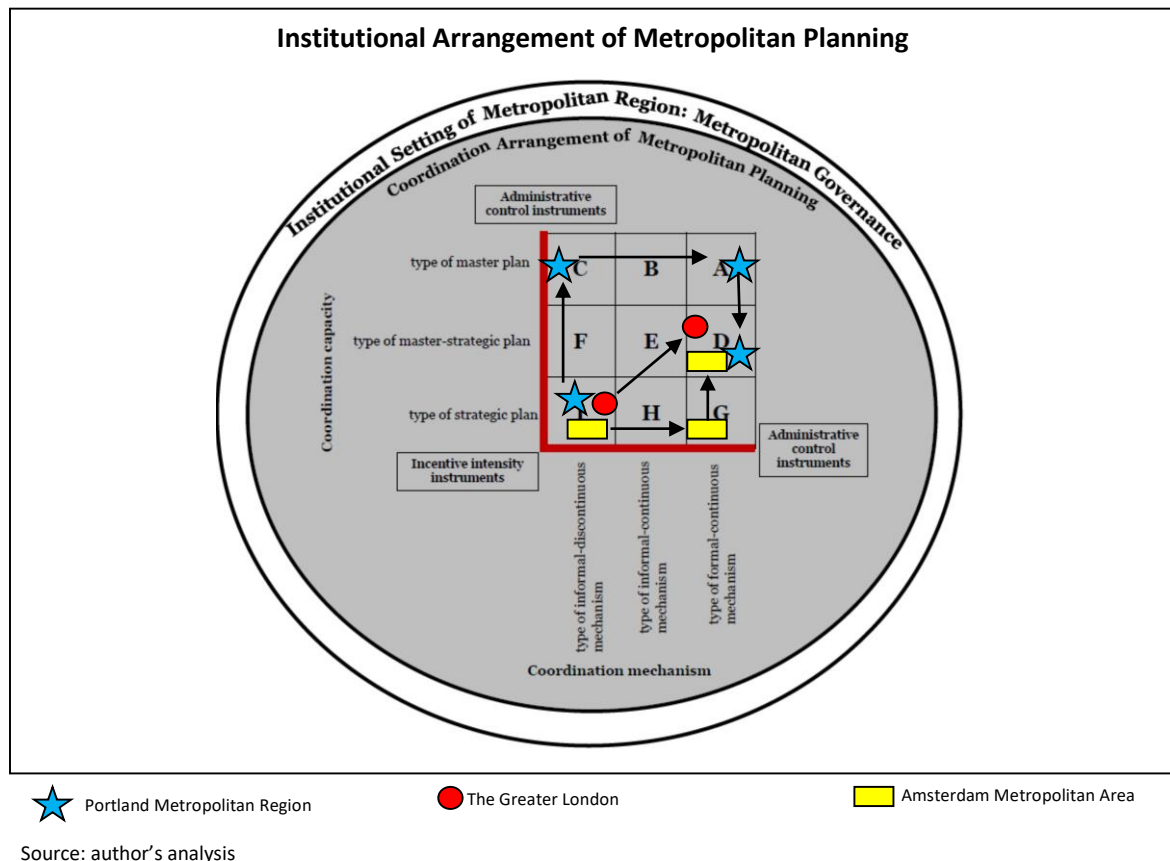 Institutional Arrangement of Metropolitan Planning
Institutional Setting of Metropolitan Region: Metropolitan Governance
Coordination Arrangement of Metropolitan Planning
Administrative
control instruments
type of master plan
C
B
A
Coordination capacity
type of master-strategic plan
F
E
D
type of strategic plan
H
G
Incentive intensity
instruments
Administrative
control
instruments
type of informal-discontinuous
mechanism
type of informal-continuous
mechanism
type of formal-continuous
mechanism
Coordination mechanism
Portland Metropolitan Region
The Greater London
Amsterdam Metropolitan Area
Source: author’s analysis